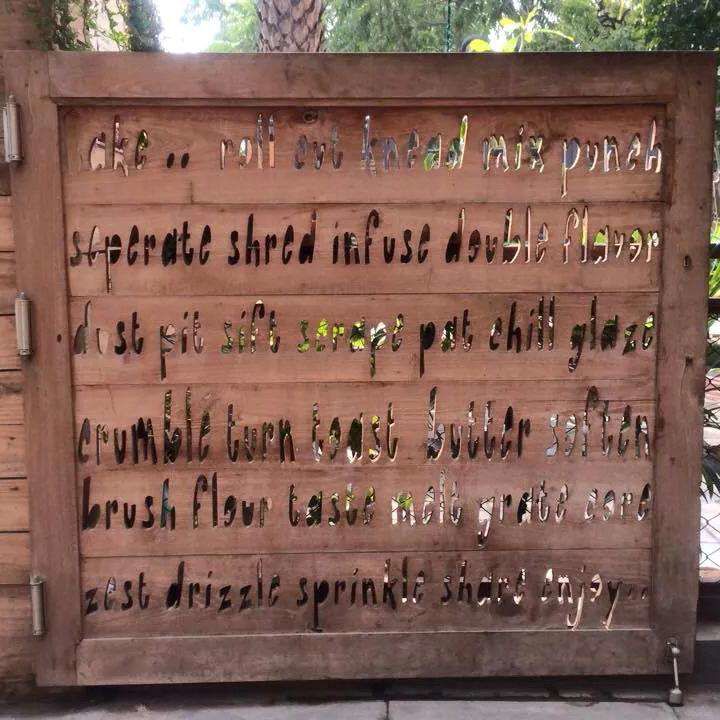 ake .. roll cut knead mix punch
seperate shred infuse double flavor
dust pit sift scrape pat chill glaze
crumble turn toast butter soften
brush flour taste melt grate core
zest drizzle sprinkle share enjoy..